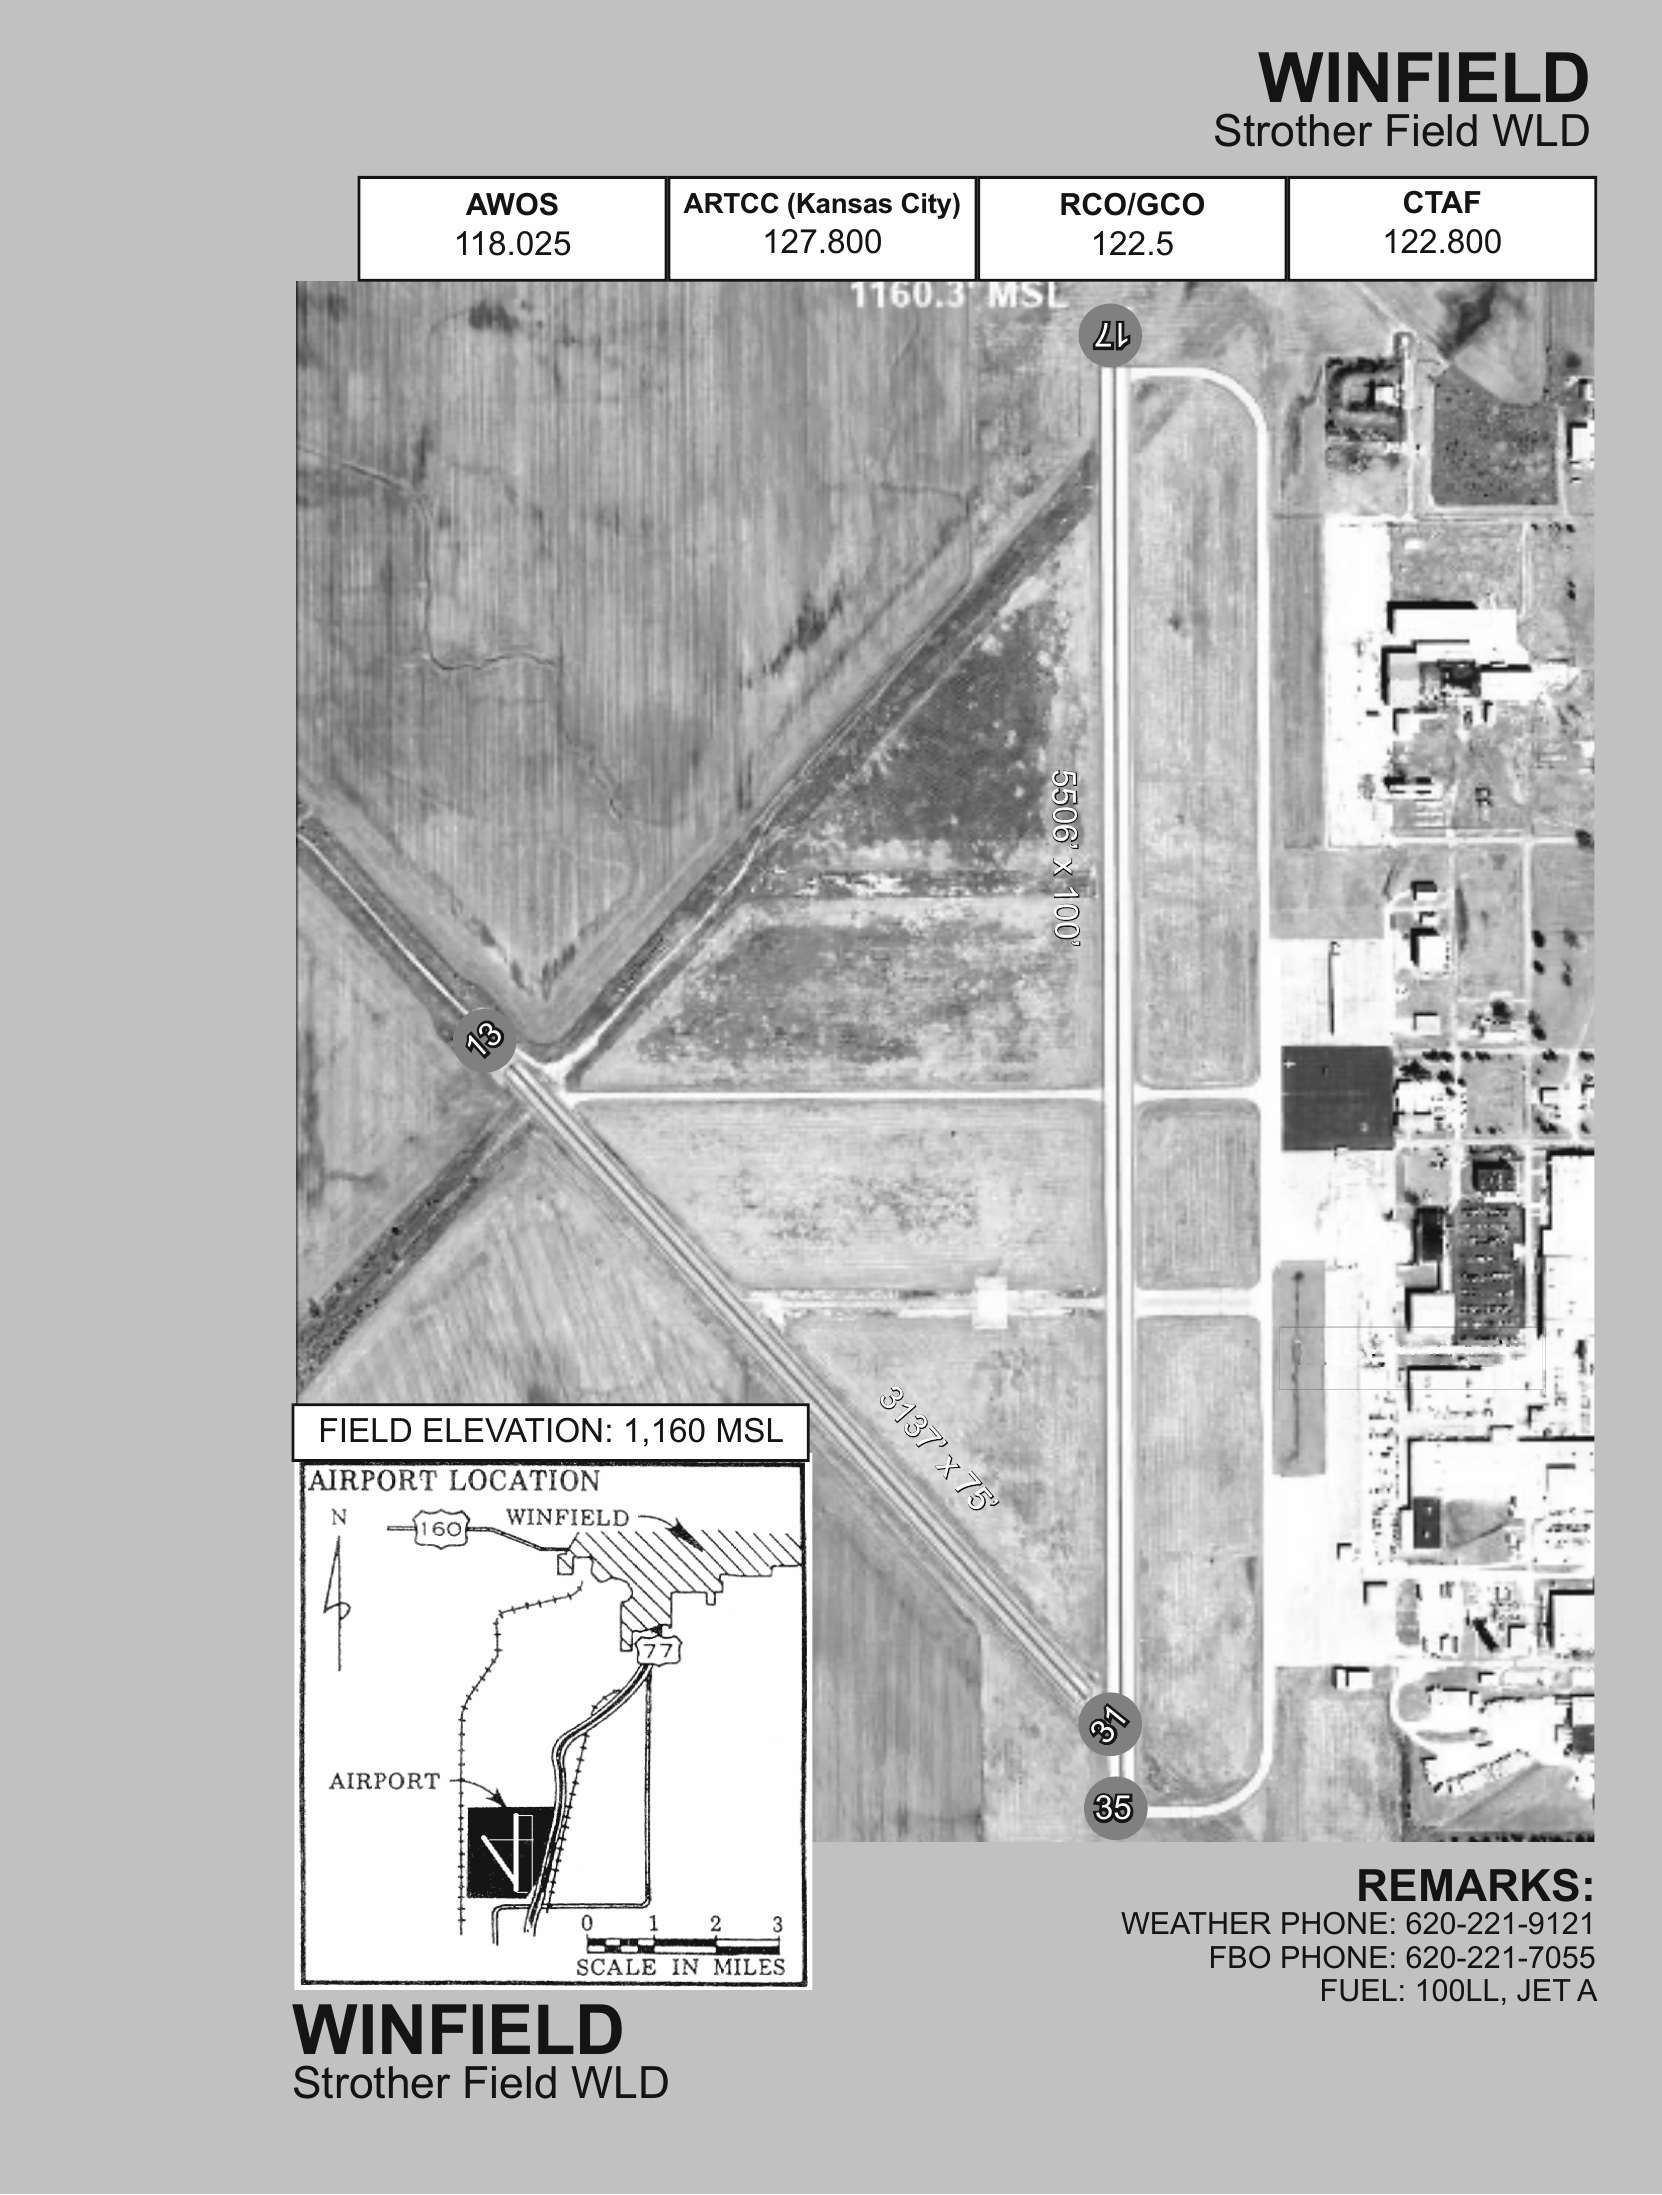 WINFIELD
Strother Field WLD
AWOS
118.025
ARTCC (Kansas City)
127.800
RCO/GCO
122.5
CTAF
122.800
1160.3' MSL
17
5506' x 100'
R
13
3137' x 75'
31
35
FIELD ELEVATION: 1,160 MSL
AIRPORT LOCATION
N
160
WINFIELD
77
AIRPORT
0 1 2 3
SCALE IN MILES
REMARKS:
WEATHER PHONE: 620-221-9121
FBO PHONE: 620-221-7055
FUEL: 100LL, JET A
WINFIELD
Strother Field WLD